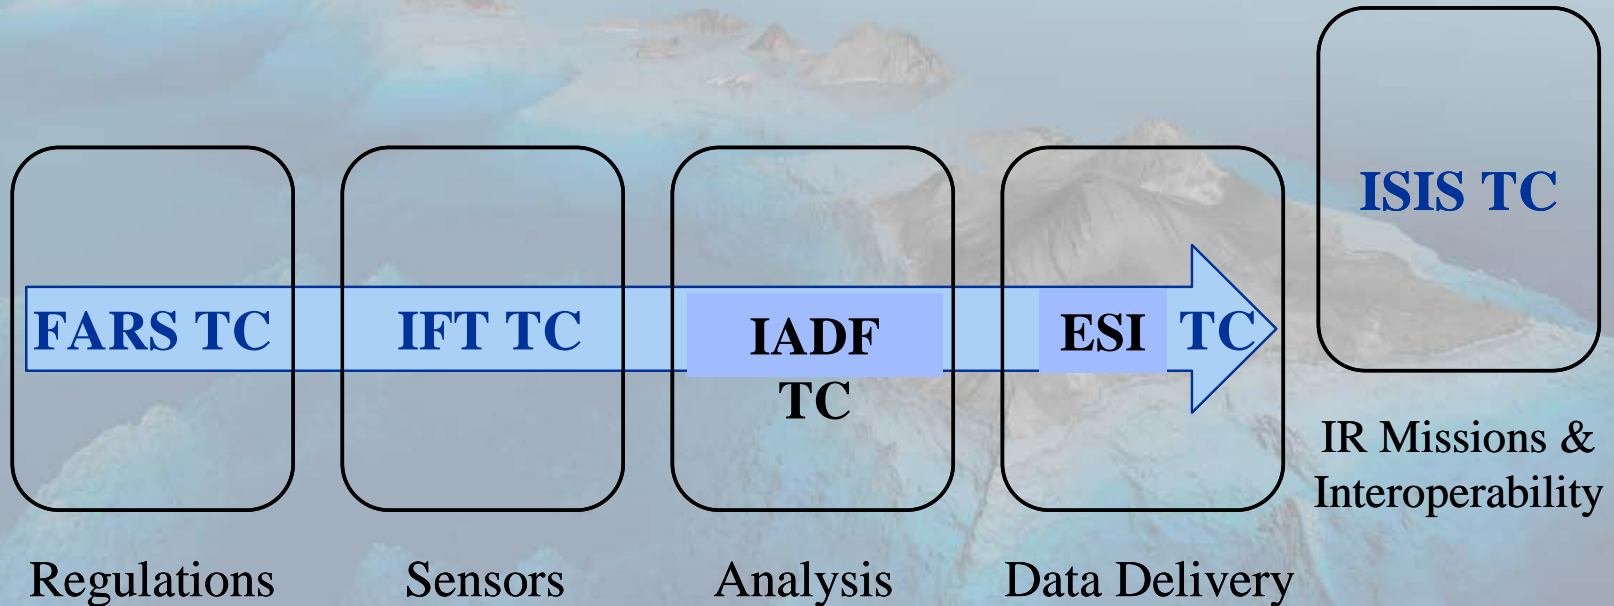 FARS TC
IFT TC
IADF
TC
ESI TC
ISIS TC
Regulations
Sensors
Analysis
Data Delivery
IR Missions &
Interoperability